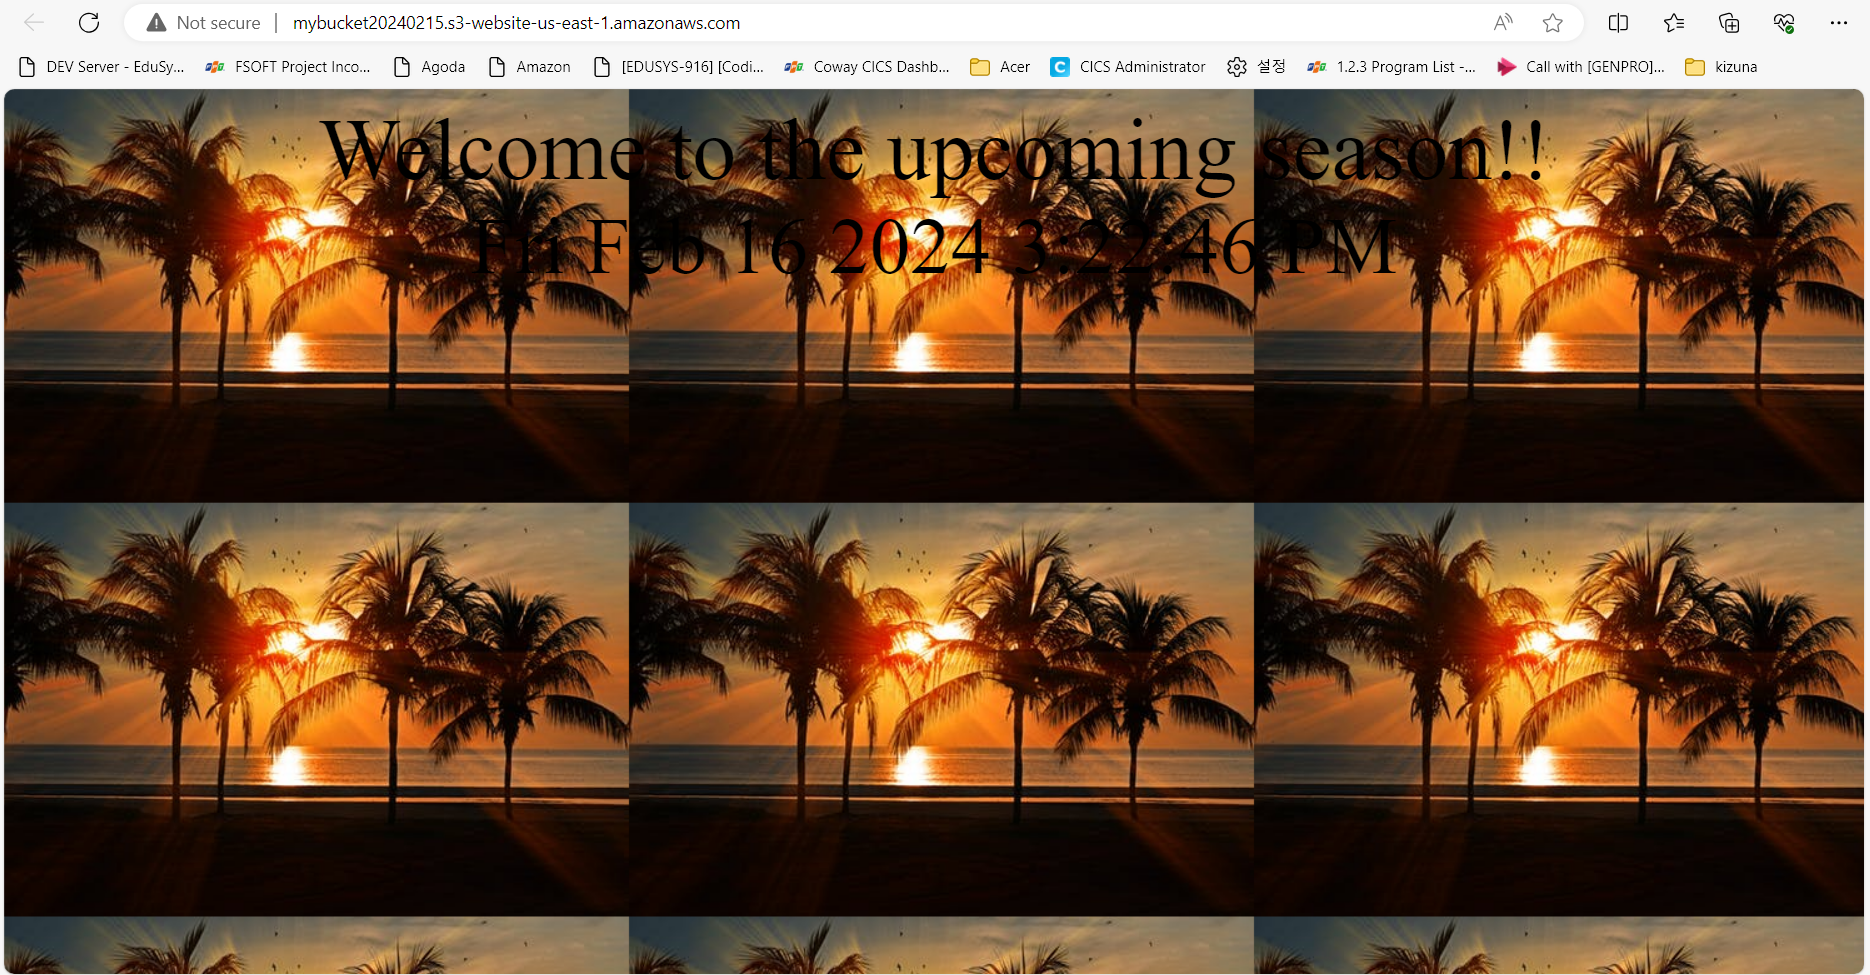 Not secure | mybucket20240215.s3-website-us-east-1.amazonaws.com
DEV Server - EduSy... FSOFT Project Inco... Agoda Amazon [EDUSYS-916] [Codi... Coway CICS Dashb... Acer CICS Administrator 설정 1.2.3 Program List -... Call with [GENPRO]... kizuna
Welcome to the upcoming season!!
Fri Feb 16 2024 3:22:46 PM